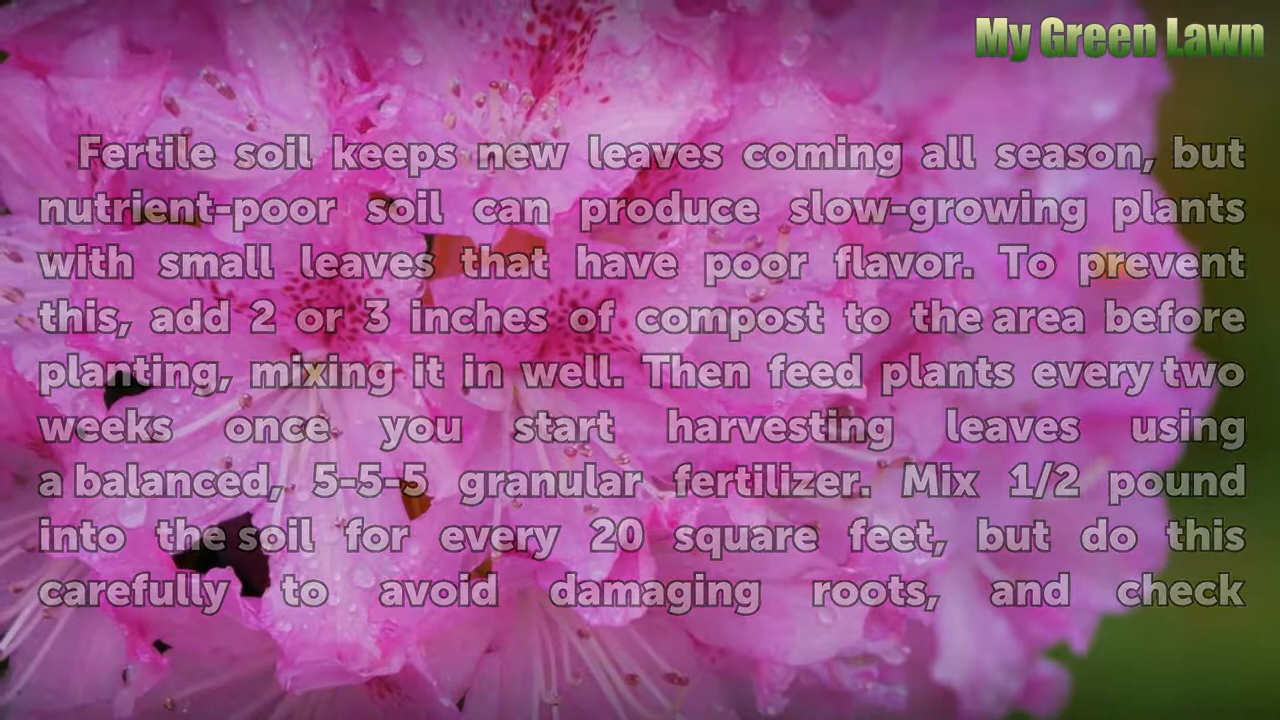 My Green Lawn
Fertile soil keeps new leaves coming all season, but
nutrient-poor soil can produce slow-growing plants
with small leaves that have poor flavor. To prevent
this, add 2 or 3 inches of compost to the area before
planting, mixing it in well. Then feed plants every two
weeks once you start harvesting leaves using
a balanced, 5-5-5 granular fertilizer. Mix 1/2 pound
into the soil for every 20 square feet, but do this
carefully to avoid damaging roots, and check